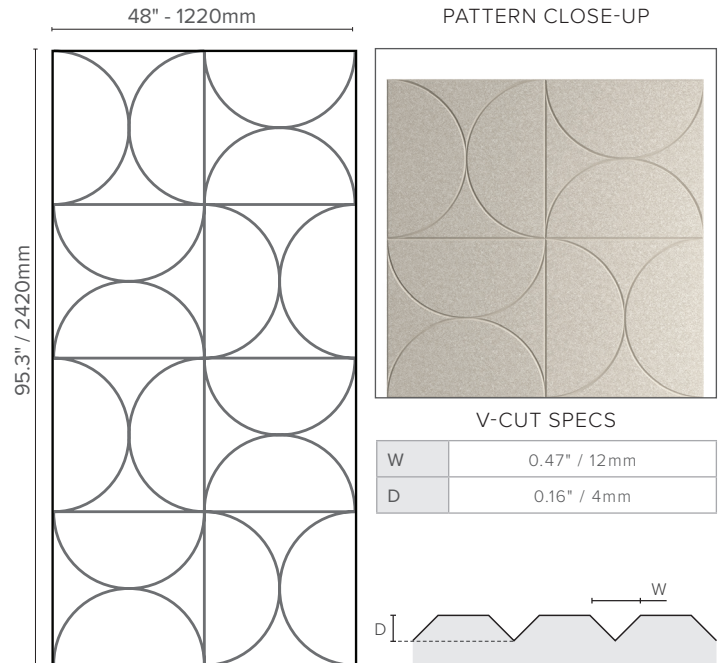 48" - 1220mm
95.3" / 2420mm
PATTERN CLOSE-UP
V-CUT SPECS
W 0.47" / 12mm
D 0.16" / 4mm
W
D